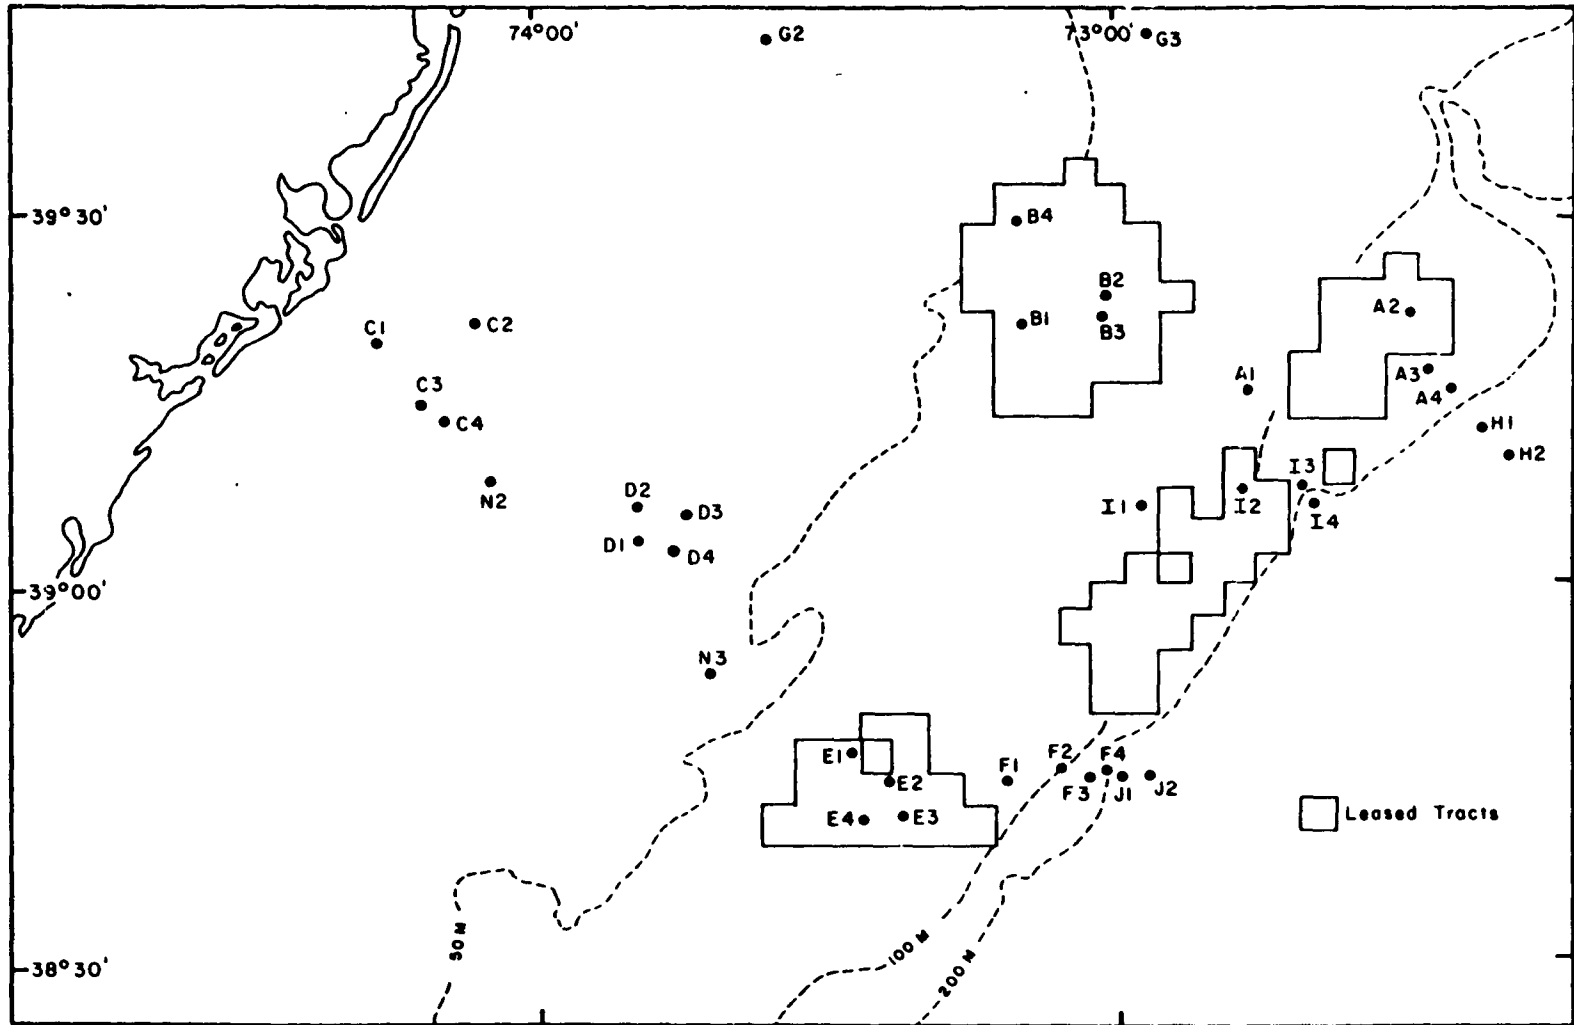 74°00'
G2
73°00'
G3
39°30'
B4
B2
B1
B3
A2
C1
C2
A1
A3
A4
C3
C4
H1
H2
I3
N2
D2
D3
I1
I2
I4
D1
D4
39°00'
N3
E1
E2
F1
F2
F4
F3
J1
J2
E4
E3
Leased Tracts
50 M
100 M
200 M
38°30'